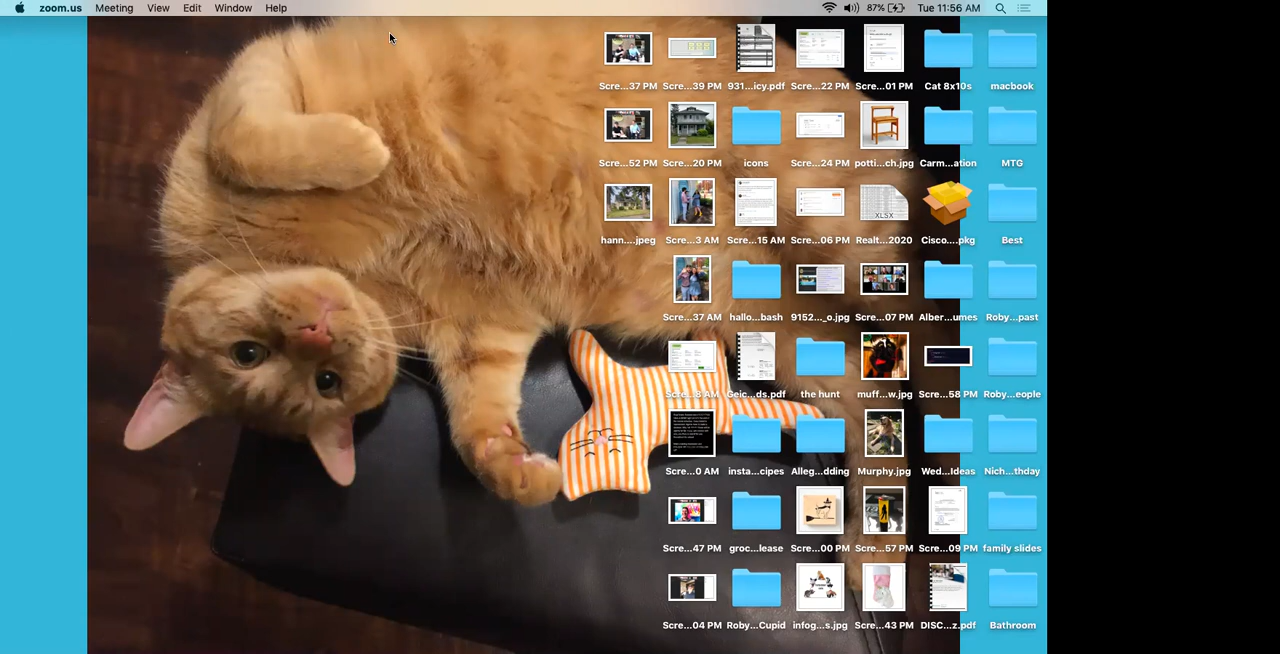 zoom.us Meeting View Edit Window Help 87% Tue 11:56 AM
Scre...37 PM Scre...39 PM 931...icy.pdf Scre...22 PM Scre...01 PM Cat 8x10s macbook
Scre...52 PM Scre...20 PM icons Scre...24 PM potti...ch.jpg Carm...ation MTG
XLSX
hann....jpeg Scre...3 AM Scre...15 AM Scre...06 PM Realt...2020 Cisco....pkg Best
Scre...37 AM hallo...bash 9152..._o.jpg Scre...07 PM Alber...umes Roby...past
Scre...8 AM Geic...ds.pdf the hunt muff...w.jpg Scre...58 PM Roby...eople
Scre...0 AM insta...cipes Alleg...dding Murphy.jpg Wed...Ideas Nich...thday
Scre...47 PM groc...lease Scre...00 PM Scre...57 PM Scre...09 PM family slides
Scre...04 PM Roby...Cupid infog...s.jpg Scre...43 PM DISC...z.pdf Bathroom